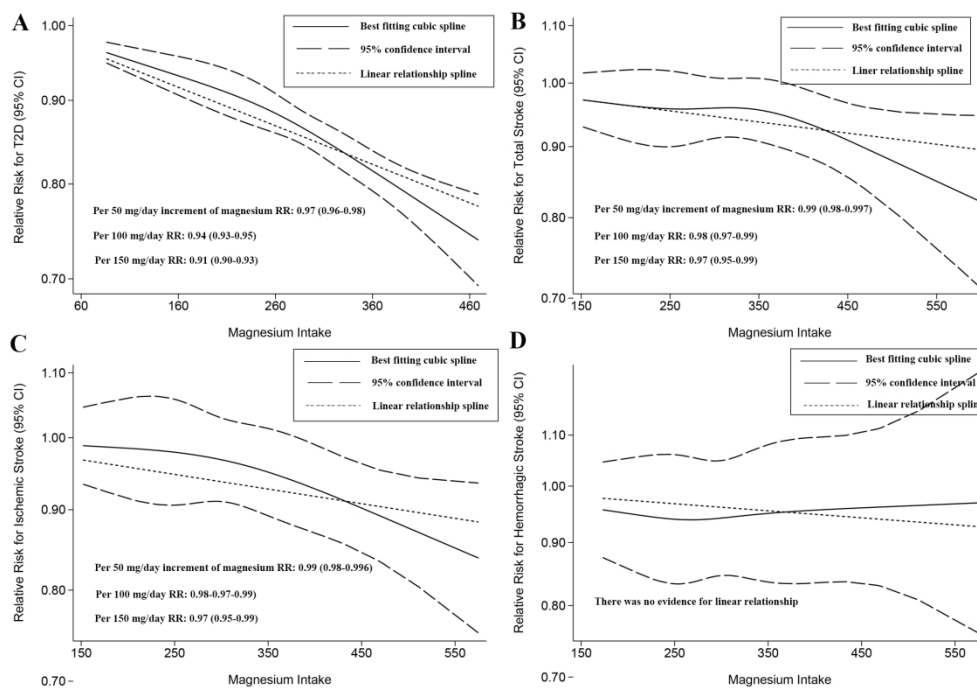 A
Relative Risk for T2D (95% CI)
1.00
0.90
0.80
0.70
Best fitting cubic spline
95% confidence interval
Linear relationship spline
Per 50 mg/day increment of magnesium RR: 0.97 (0.96-0.98)
Per 100 mg/day RR: 0.94 (0.93-0.95)
Per 150 mg/day RR: 0.91 (0.90-0.93)
60 160 260 360 460
Magnesium Intake
B
Relative Risk for Total Stroke (95% CI)
1.00
0.90
0.80
0.70
Best fitting cubic spline
95% confidence interval
Liner relationship spline
Per 50 mg/day increment of magnesium RR: 0.99 (0.98-0.997)
Per 100 mg/day RR: 0.98 (0.97-0.99)
Per 150 mg/day RR: 0.97 (0.95-0.99)
150 250 350 450 550
Magnesium Intake
C
Relative Risk for Ischemic Stroke (95% CI)
1.10
1.00
0.90
0.80
0.70
Best fitting cubic spline
95% confidence interval
Linear relationship spline
Per 50 mg/day increment of magnesium RR: 0.99 (0.98-0.996)
Per 100 mg/day RR: 0.98-0.97-0.99)
Per 150 mg/day RR: 0.97 (0.95-0.99)
150 250 350 450 550
Magnesium Intake
D
Relative Risk for Hemorrhagic Stroke (95% CI)
1.10
1.00
0.90
0.80
0.70
Best fitting cubic spline
95% confidence interval
Linear relationship spline
There was no evidence for linear relationship
150 250 350 450 550
Magnesium Intake